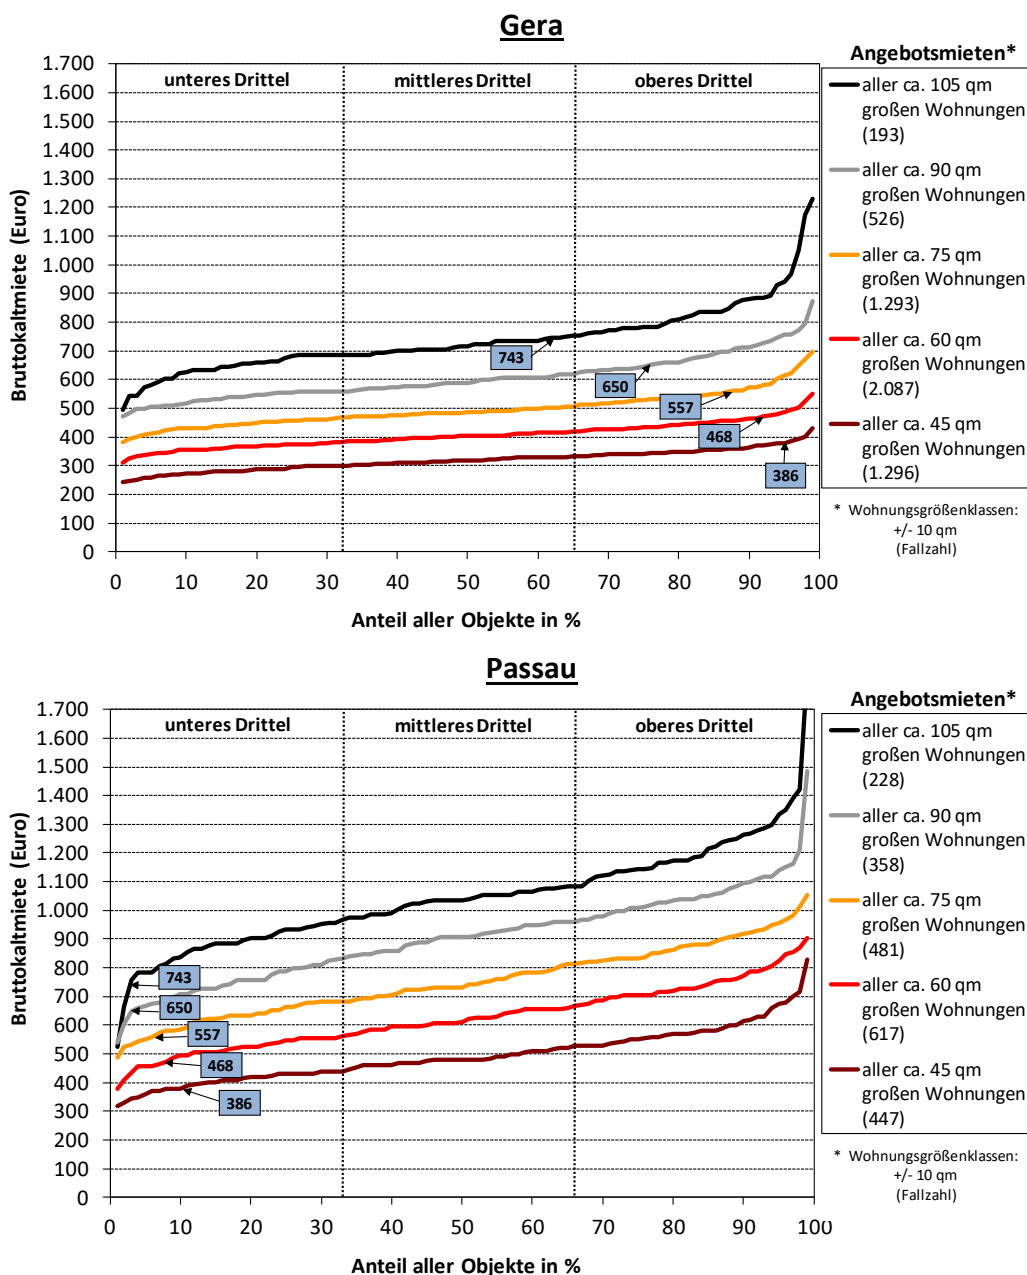 Gera
Angebotsmieten*
1.700
1.600
1.500
1.400
1.300
1.200
1.100
1.000
900
800
700
600
500
400
300
200
100
0
Bruttokaltmiete (Euro)
unteres Drittel
mittleres Drittel
oberes Drittel
743
650
557
468
386
0 10 20 30 40 50 60 70 80 90 100
Anteil aller Objekte in %
aller ca. 105 qm
großen Wohnungen
(193)
aller ca. 90 qm
großen Wohnungen
(526)
aller ca. 75 qm
großen Wohnungen
(1.293)
aller ca. 60 qm
großen Wohnungen
(2.087)
aller ca. 45 qm
großen Wohnungen
(1.296)
* Wohnungsgrößenklassen:
+/- 10 qm
(Fallzahl)
Passau
Angebotsmieten*
1.700
1.600
1.500
1.400
1.300
1.200
1.100
1.000
900
800
700
600
500
400
300
200
100
0
Bruttokaltmiete (Euro)
unteres Drittel
mittleres Drittel
oberes Drittel
743
650
557
468
386
0 10 20 30 40 50 60 70 80 90 100
Anteil aller Objekte in %
aller ca. 105 qm
großen Wohnungen
(228)
aller ca. 90 qm
großen Wohnungen
(358)
aller ca. 75 qm
großen Wohnungen
(481)
aller ca. 60 qm
großen Wohnungen
(617)
aller ca. 45 qm
großen Wohnungen
(447)
* Wohnungsgrößenklassen:
+/- 10 qm
(Fallzahl)